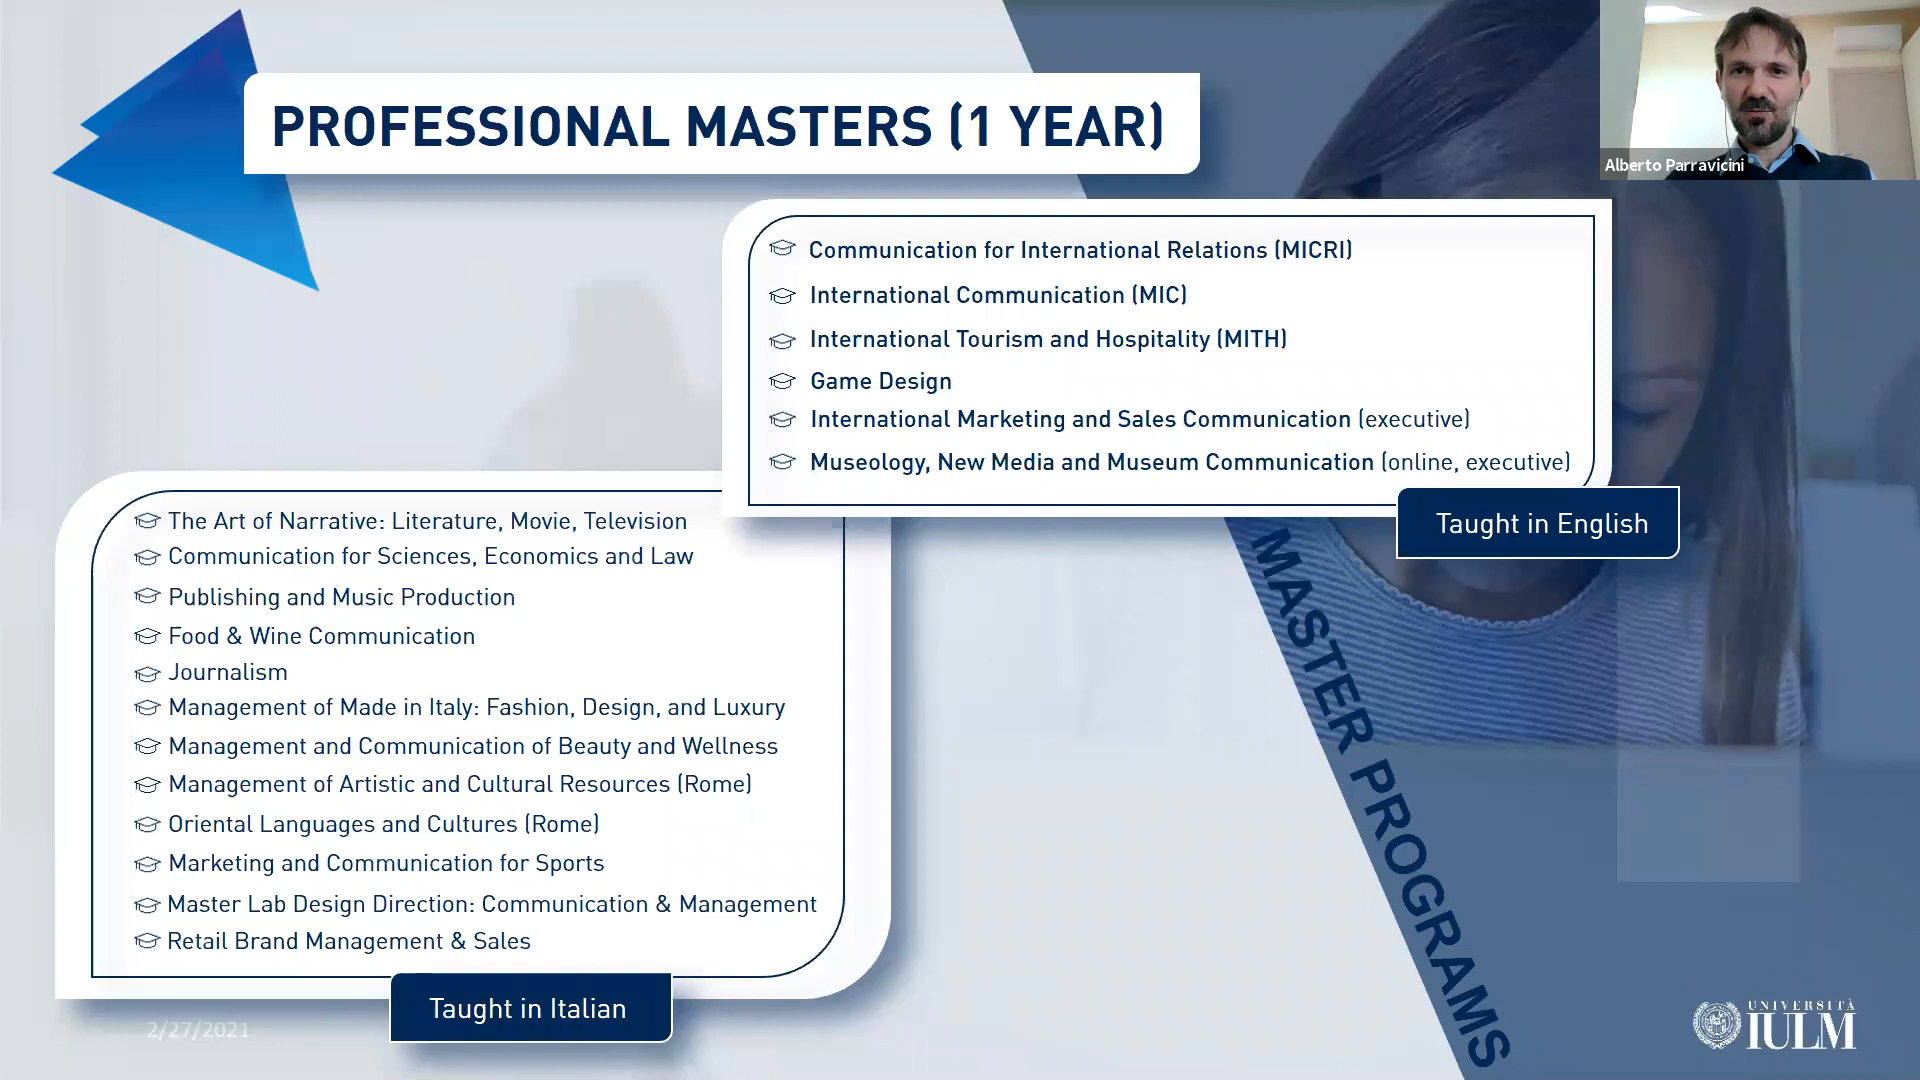 PROFESSIONAL MASTERS (1 YEAR)
Alberto Parravicini
Communication for International Relations (MICRI)
International Communication (MIC)
International Tourism and Hospitality (MITH)
Game Design
International Marketing and Sales Communication (executive)
Museology, New Media and Museum Communication (online, executive)
Taught in English
The Art of Narrative: Literature, Movie, Television
Communication for Sciences, Economics and Law
Publishing and Music Production
Food & Wine Communication
Journalism
Management of Made in Italy: Fashion, Design, and Luxury
Management and Communication of Beauty and Wellness
Management of Artistic and Cultural Resources (Rome)
Oriental Languages and Cultures (Rome)
Marketing and Communication for Sports
Master Lab Design Direction: Communication & Management
Retail Brand Management & Sales
Taught in Italian
MASTER PROGRAMS
2/27/2021
UNIVERSITÀ
IULM